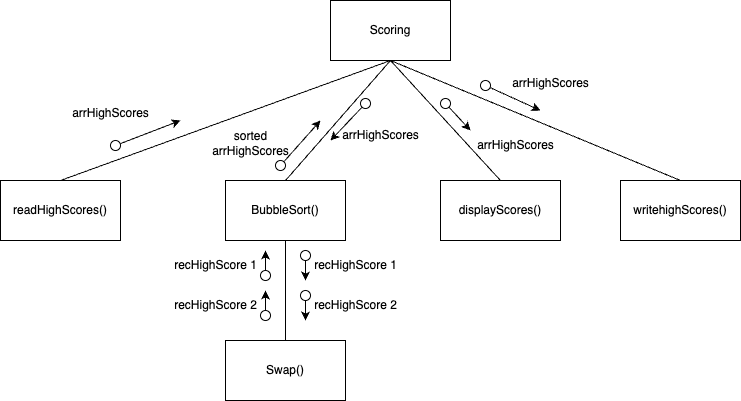 Scoring
arrHighScores
arrHighScores
sorted
arrHighScores
arrHighScores
arrHighScores
readHighScores()
BubbleSort()
displayScores()
writehighScores()
recHighScore 1
recHighScore 1
recHighScore 2
recHighScore 2
Swap()